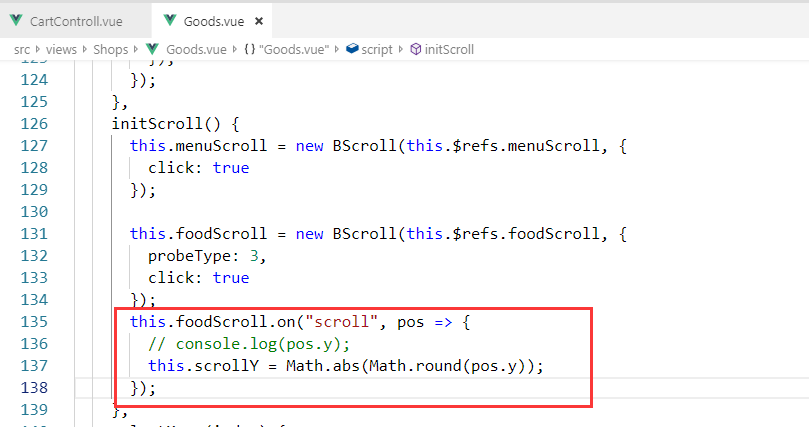 CartControll.vue Goods.vue ×
src views Shops Goods.vue {} "Goods.vue" script initScroll
124 });
125 },
126 initScroll() {
127 this.menuScroll = new BScroll(this.$refs.menuScroll, {
128 click: true
129 });
130
131 this.foodScroll = new BScroll(this.$refs.foodScroll, {
132 probeType: 3,
133 click: true
134 });
135 this.foodScroll.on("scroll", pos => {
136 // console.log(pos.y);
137 this.scrollY = Math.abs(Math.round(pos.y));
138 });
139 },